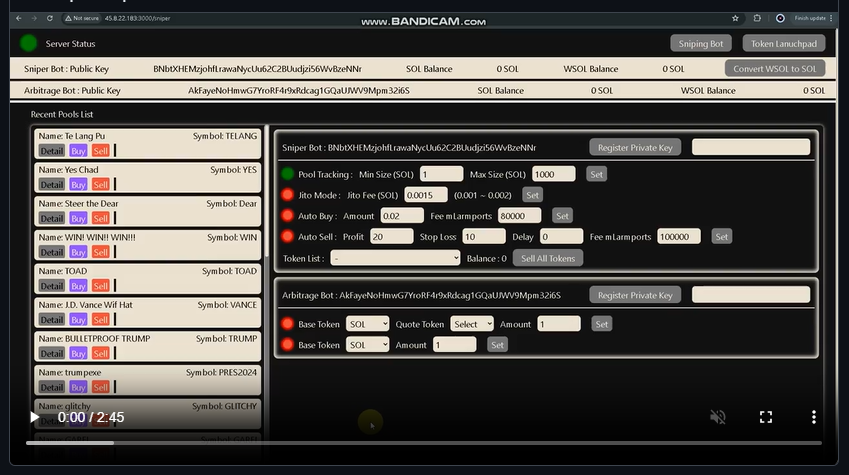 www.BANDICAM.com
Not secure 45.8.22.183:3000/sniper
Finish update
Server Status
Sniping Bot
Token Lanuchpad
Sniper Bot : Public Key BNbtXHEMzjohfLrawaNycUu62C2BUudjzi56WvBzeNNr SOL Balance 0 SOL WSOL Balance 0 SOL Convert WSOL to SOL
Arbitrage Bot : Public Key AkFayeNoHmwG7YroRF4r9xRdcag1GQaUJWV9Mpm32i6S SOL Balance 0 SOL WSOL Balance 0 SOL
Recent Pools List
Name: Te Lang Pu Symbol: TELANG
Detail Buy Sell
Name: Yes Chad Symbol: YES
Detail Buy Sell
Name: Steer the Dear Symbol: Dear
Detail Buy Sell
Name: WIN! WIN!! WIN!!! Symbol: WIN
Detail Buy Sell
Name: TOAD Symbol: TOAD
Detail Buy Sell
Name: J.D. Vance Wif Hat Symbol: VANCE
Detail Buy Sell
Name: BULLETPROOF TRUMP Symbol: TRUMP
Detail Buy Sell
Name: trumpexe Symbol: PRES2024
Detail Buy Sell
Name: glitchy Symbol: GLITCHY
Detail Buy Sell
Sniper Bot : BNbtXHEMzjohfLrawaNycUu62C2BUudjzi56WvBzeNNr Register Private Key
Pool Tracking : Min Size (SOL) 1 Max Size (SOL) 1000 Set
Jito Mode : Jito Fee (SOL) 0.0015 (0.001 ~ 0.002) Set
Auto Buy : Amount 0.02 Fee mLarmports 80000 Set
Auto Sell : Profit 20 Stop Loss 10 Delay 0 Fee mLarmports 100000 Set
Token List : - Balance : 0 Sell All Tokens
Arbitrage Bot : AkFayeNoHmwG7YroRF4r9xRdcag1GQaUJWV9Mpm32i6S Register Private Key
Base Token SOL Quote Token Select Amount 1 Set
Base Token SOL Amount 1 Set
0:00 / 2:45